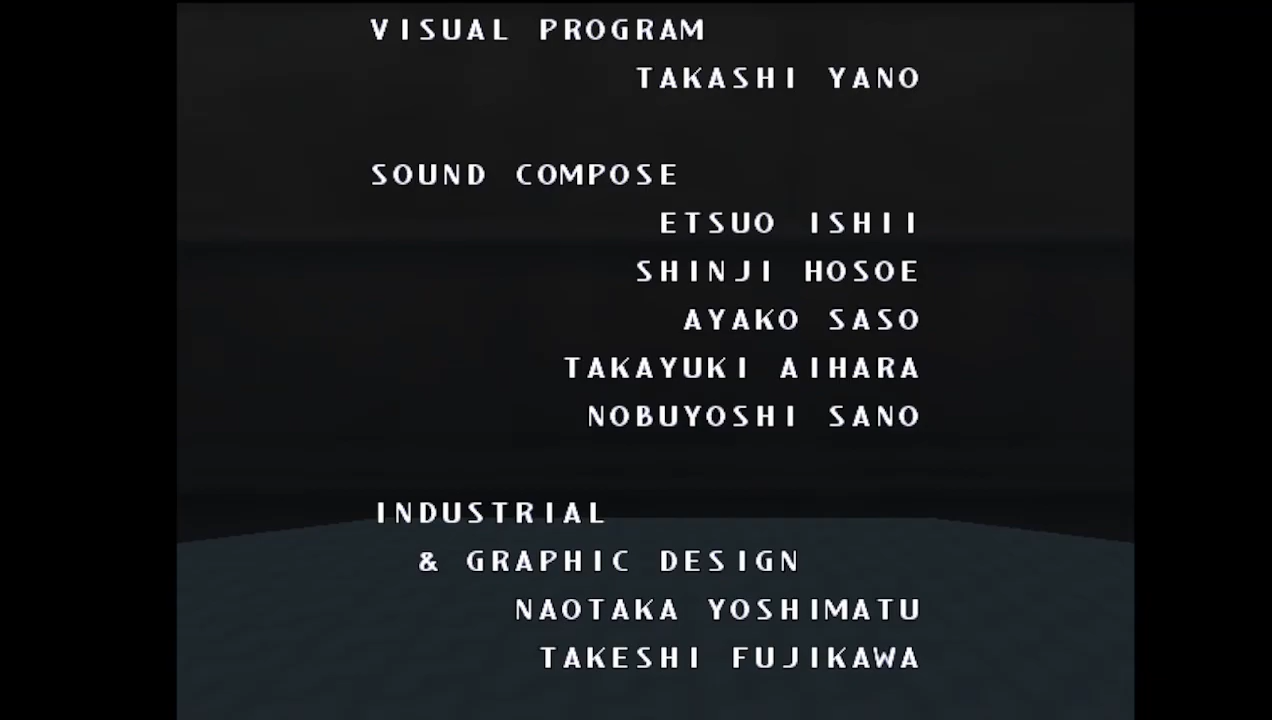 VISUAL PROGRAM
TAKASHI YANO
SOUND COMPOSE
ETSUO ISHII
SHINJI HOSOE
AYAKO SASO
TAKAYUKI AIHARA
NOBUYOSHI SANO
INDUSTRIAL
& GRAPHIC DESIGN
NAOTAKA YOSHIMATU
TAKESHI FUJIKAWA